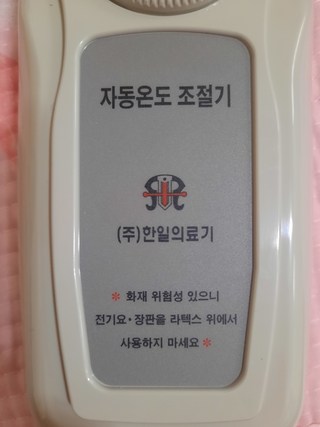 자동온도 조절기
(주)한일의료기
* 화재 위험성 있으니
전기요·장판을 라텍스 위에서
사용하지 마세요 *